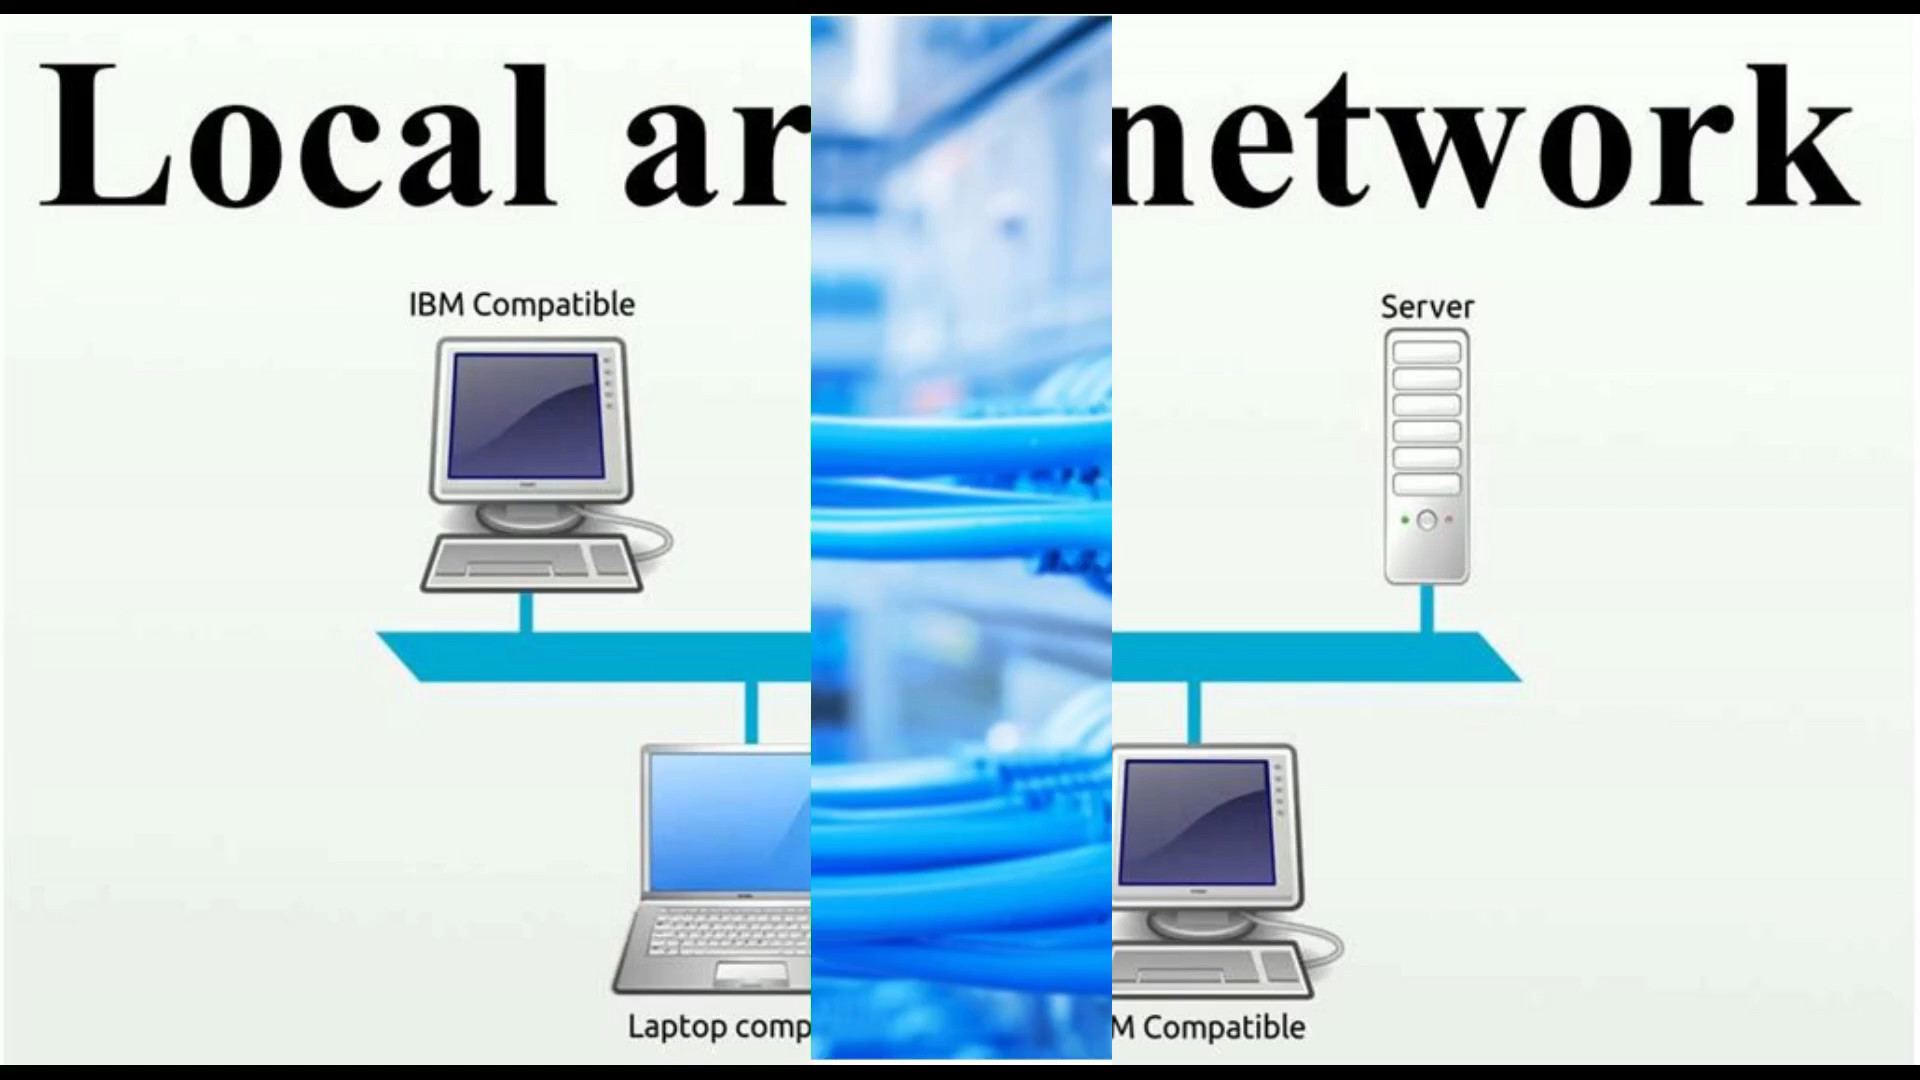 Local ar network
IBM Compatible
Server
Laptop comp
M Compatible